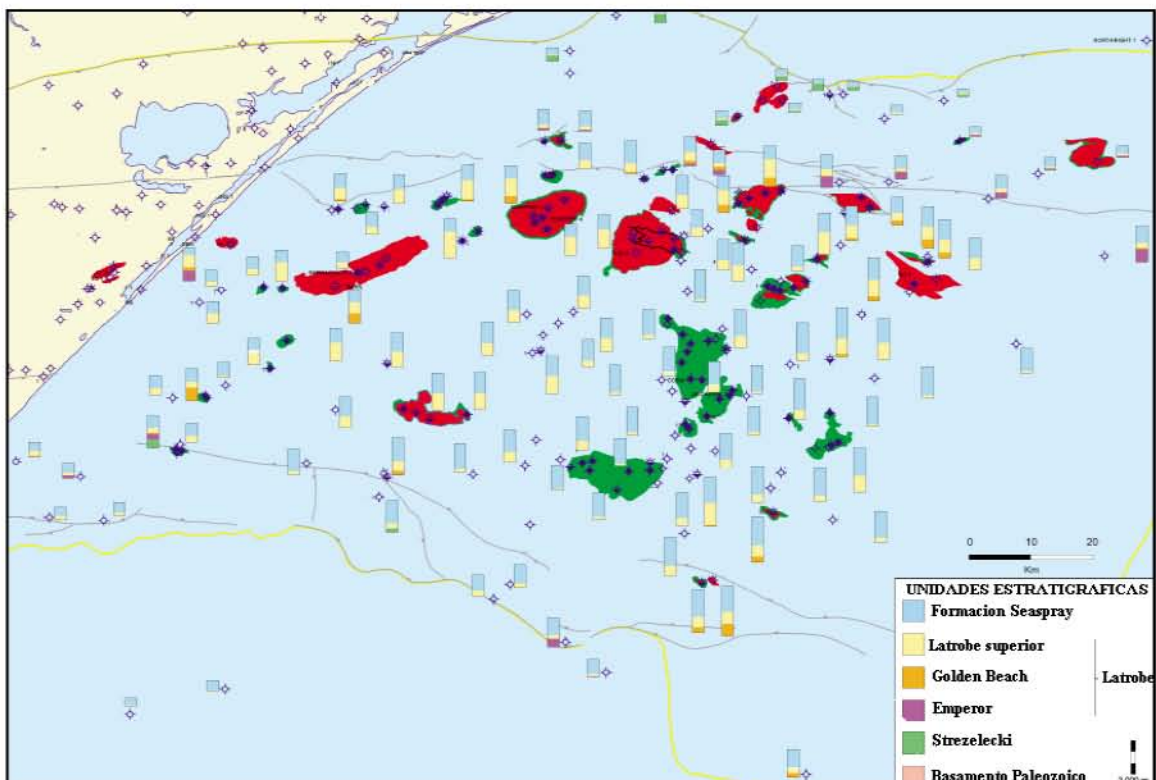 0 10 20
Km
UNIDADES ESTRATIGRAFICAS
Formacion Seaspray
Latrobe superior
Golden Beach
Latrobe
Emperor
Strezelecki
Basamento Paleozoico